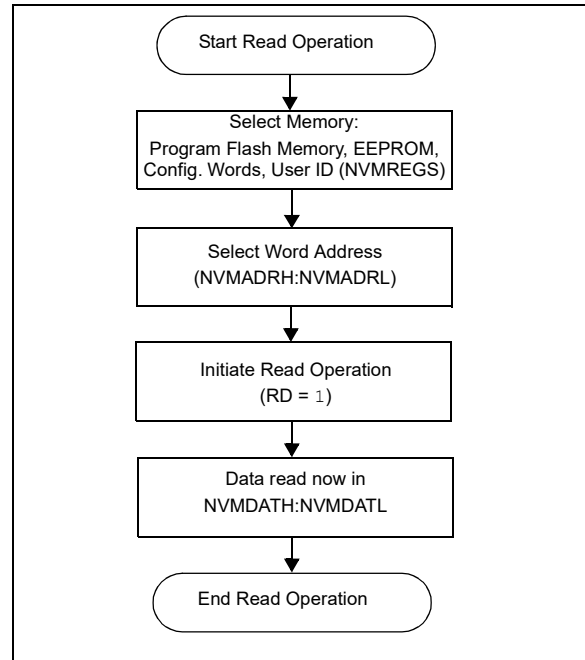 Start Read Operation
Select Memory:
Program Flash Memory, EEPROM,
Config. Words, User ID (NVMREGS)
Select Word Address
(NVMADRH:NVMADRL)
Initiate Read Operation
(RD = 1)
Data read now in
NVMDATH:NVMDATL
End Read Operation